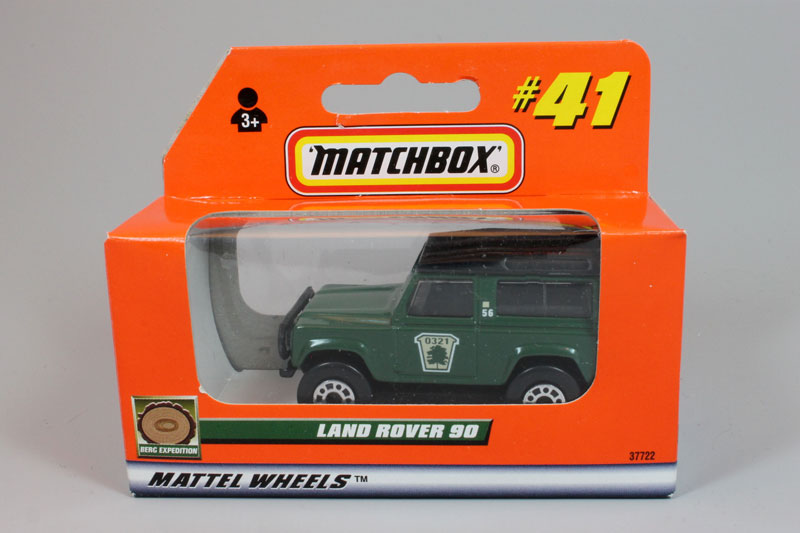 #41
3+
MATCHBOX®
56
0321
LAND ROVER 90
BERG EXPEDITION
37722
MATTEL WHEELS™